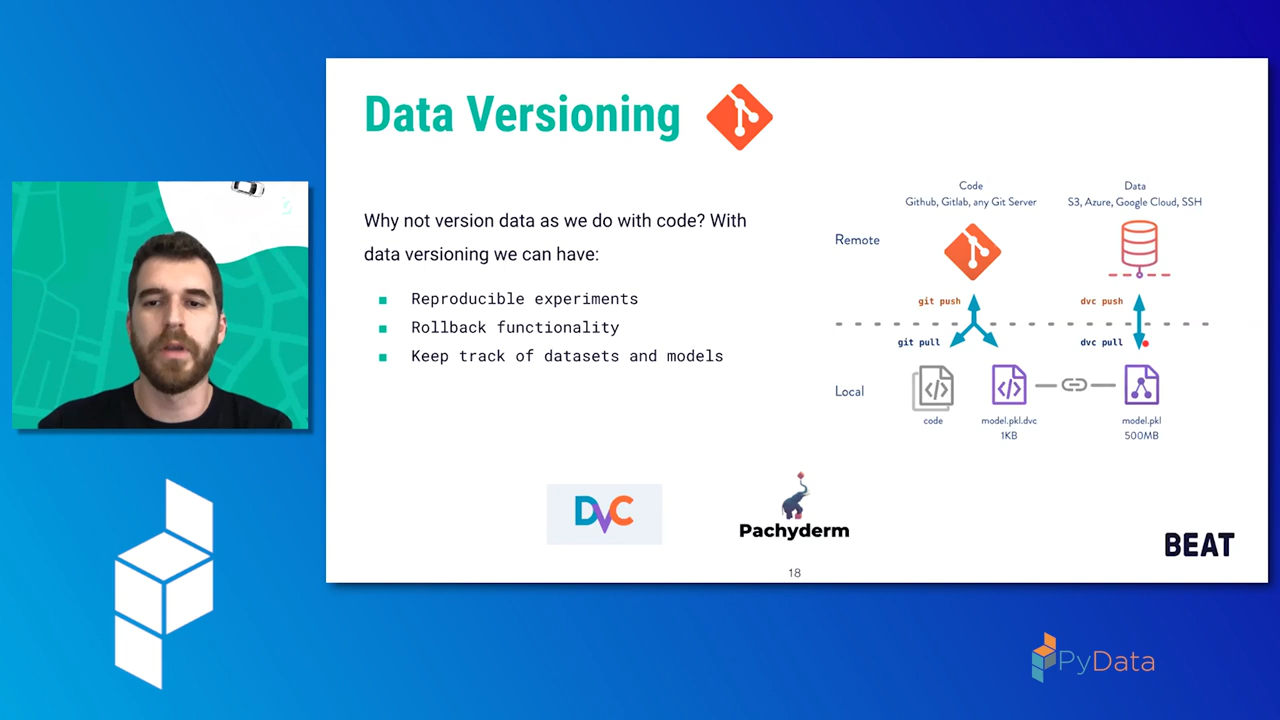 Data Versioning
Why not version data as we do with code? With
data versioning we can have:
Reproducible experiments
Rollback functionality
Keep track of datasets and models
Code
Github, Gitlab, any Git Server
Data
S3, Azure, Google Cloud, SSH
Remote
git push
dvc push
git pull
dvc pull
Local
code
model.pkl.dvc
1KB
model.pkl
500MB
DVC
Pachyderm
BEAT
18
PyData